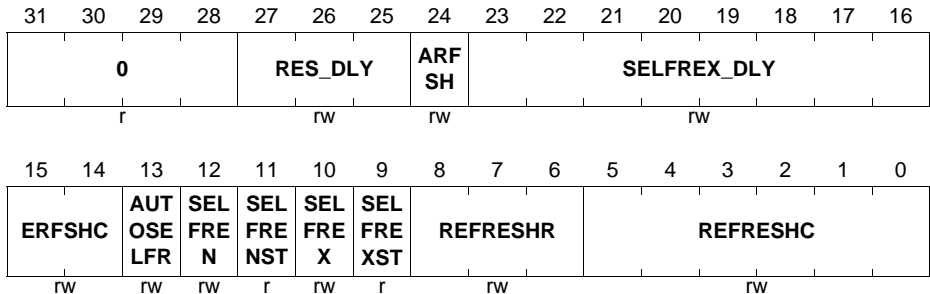 31 30 29 28 27 26 25 24 23 22 21 20 19 18 17 16
0 RES_DLY ARF SH SELFREX_DLY
r rw rw rw
15 14 13 12 11 10 9 8 7 6 5 4 3 2 1 0
ERFSHC AUT OSE LFR SEL FRE N SEL FRE NST SEL FRE X SEL FRE XST REFRESHR REFRESHC
rw rw rw r rw r rw rw